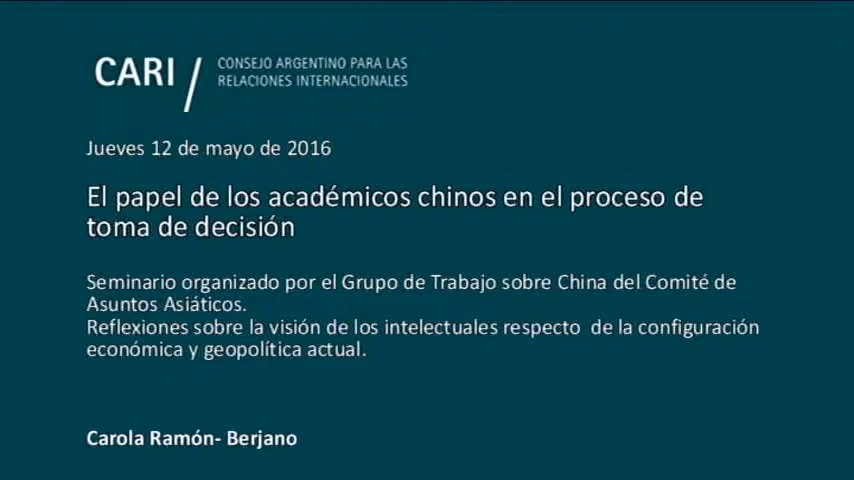 CARI / CONSEJO ARGENTINO PARA LAS
RELACIONES INTERNACIONALES
Jueves 12 de mayo de 2016
El papel de los académicos chinos en el proceso de
toma de decisión
Seminario organizado por el Grupo de Trabajo sobre China del Comité de
Asuntos Asiáticos.
Reflexiones sobre la visión de los intelectuales respecto de la configuración
económica y geopolítica actual.
Carola Ramón- Berjano